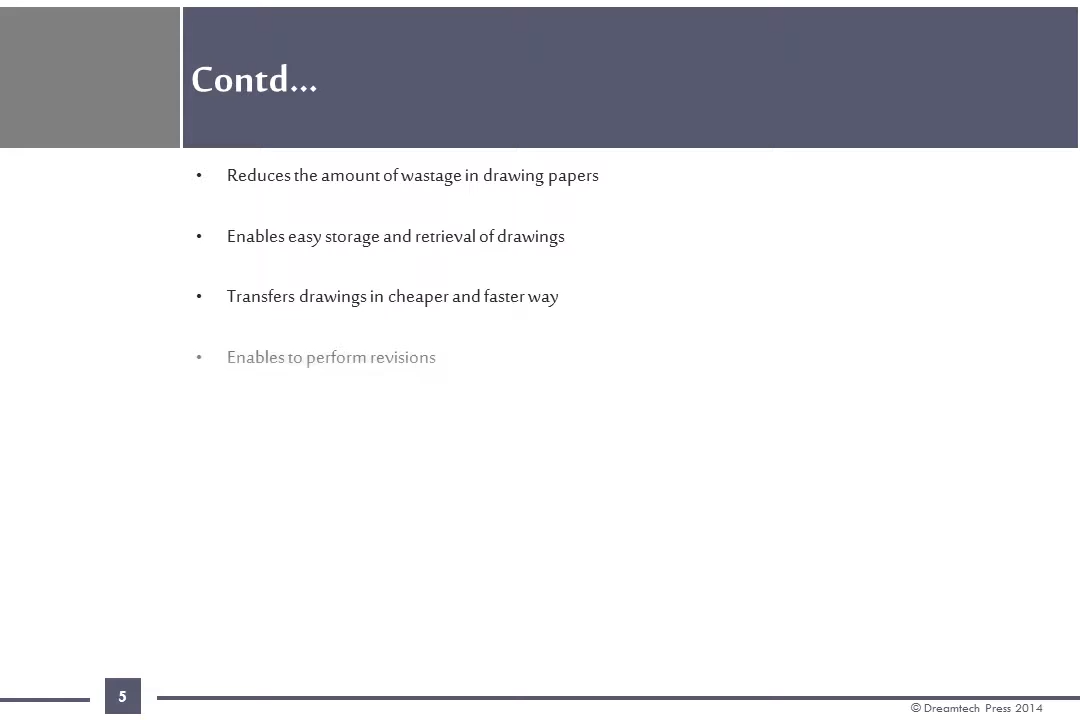 Contd...
• Reduces the amount of wastage in drawing papers
• Enables easy storage and retrieval of drawings
• Transfers drawings in cheaper and faster way
• Enables to perform revisions
5
© Dreamtech Press 2014